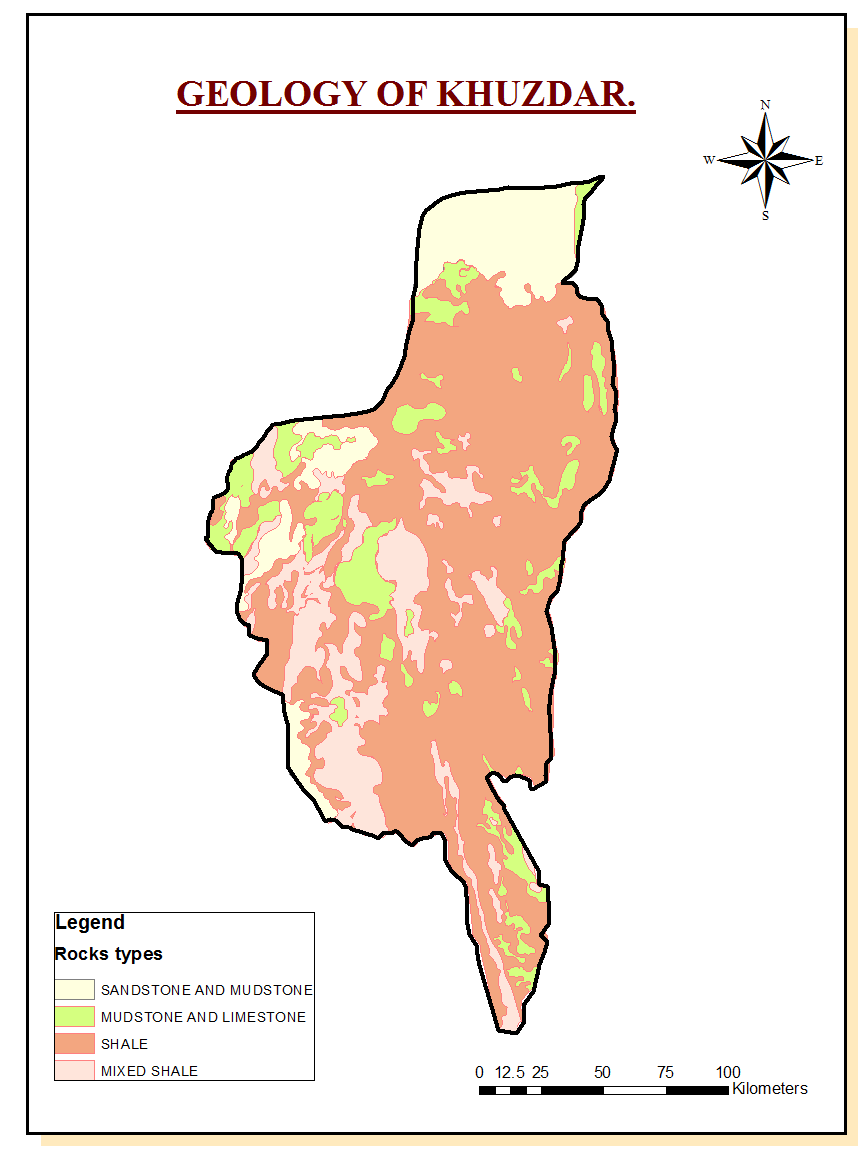 GEOLOGY OF KHUZDAR.
N
W E
S
Legend
Rocks types
SANDSTONE AND MUDSTONE
MUDSTONE AND LIMESTONE
SHALE
MIXED SHALE
0 12.5 25 50 75 100
Kilometers